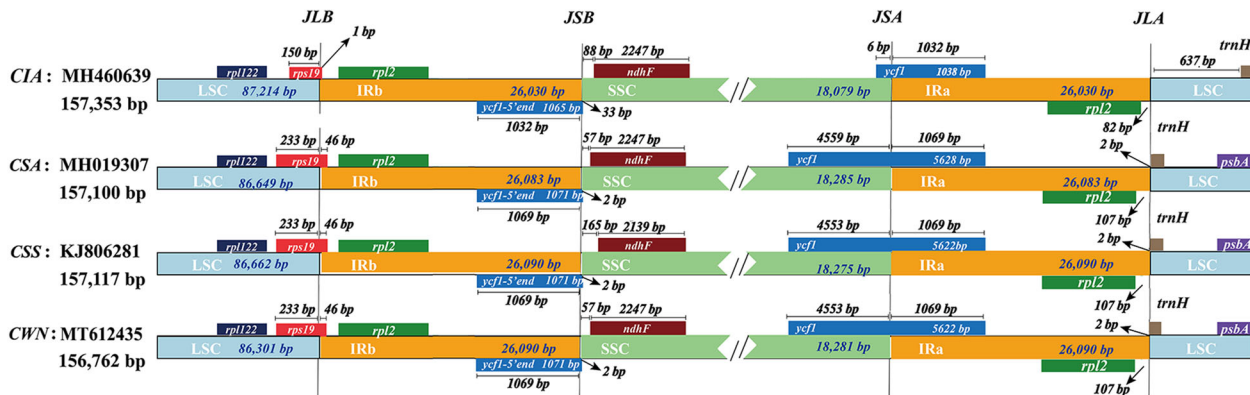 JLB JSB JSA JLA
150 bp 1 bp 88 bp 2247 bp 6 bp 1032 bp 637 bp trnH
CIA: MH460639 rpl122 rps19 rpl2 ndhF ycf1 1038 bp
LSC 87,214 bp IRb 26,030 bp SSC 18,079 bp IRa 26,030 bp LSC
157,353 bp ycf1-5'end 1065 bp 33 bp rpl2
1032 bp 82 bp trnH
233 bp 46 bp 57 bp 2247 bp 4559 bp 1069 bp 2 bp
CSA: MH019307 rpl122 rps19 rpl2 ndhF ycf1 5628 bp psbA
LSC 86,649 bp IRb 26,083 bp SSC 18,285 bp IRa 26,083 bp LSC
157,100 bp ycf1-5'end 1071 bp 2 bp rpl2
1069 bp 107 bp trnH
233 bp 46 bp 165 bp 2139 bp 4553 bp 1069 bp 2 bp
CSS: KJ806281 rpl122 rps19 rpl2 ndhF ycf1 5622bp psbA
LSC 86,662 bp IRb 26,090 bp SSC 18,275 bp IRa 26,090 bp LSC
157,117 bp ycf1-5'end 1071 bp 2 bp rpl2
1069 bp 107 bp trnH
233 bp 46 bp 57 bp 2247 bp 4553 bp 1069 bp 2 bp
CWN: MT612435 rpl122 rps19 rpl2 ndhF ycf1 5622 bp psbA
LSC 86,301 bp IRb 26,090 bp SSC 18,281 bp IRa 26,090 bp LSC
156,762 bp ycf1-5'end 1071 bp 2 bp rpl2
1069 bp 107 bp